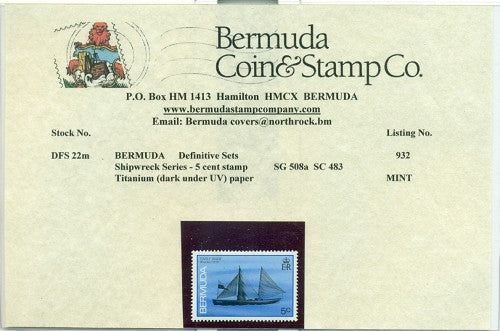 Bermuda
Coin & Stamp Co.
P.O. Box HM 1413 Hamilton HMCX BERMUDA
www.bermudastampcompany.com
Email: Bermuda covers@northrock.bm
Stock No. Listing No.
DFS 22m BERMUDA Definitive Sets 932
Shipwreck Series - 5 cent stamp SG 508a SC 483
Titanium (dark under UV) paper MINT
BERMUDA
5c